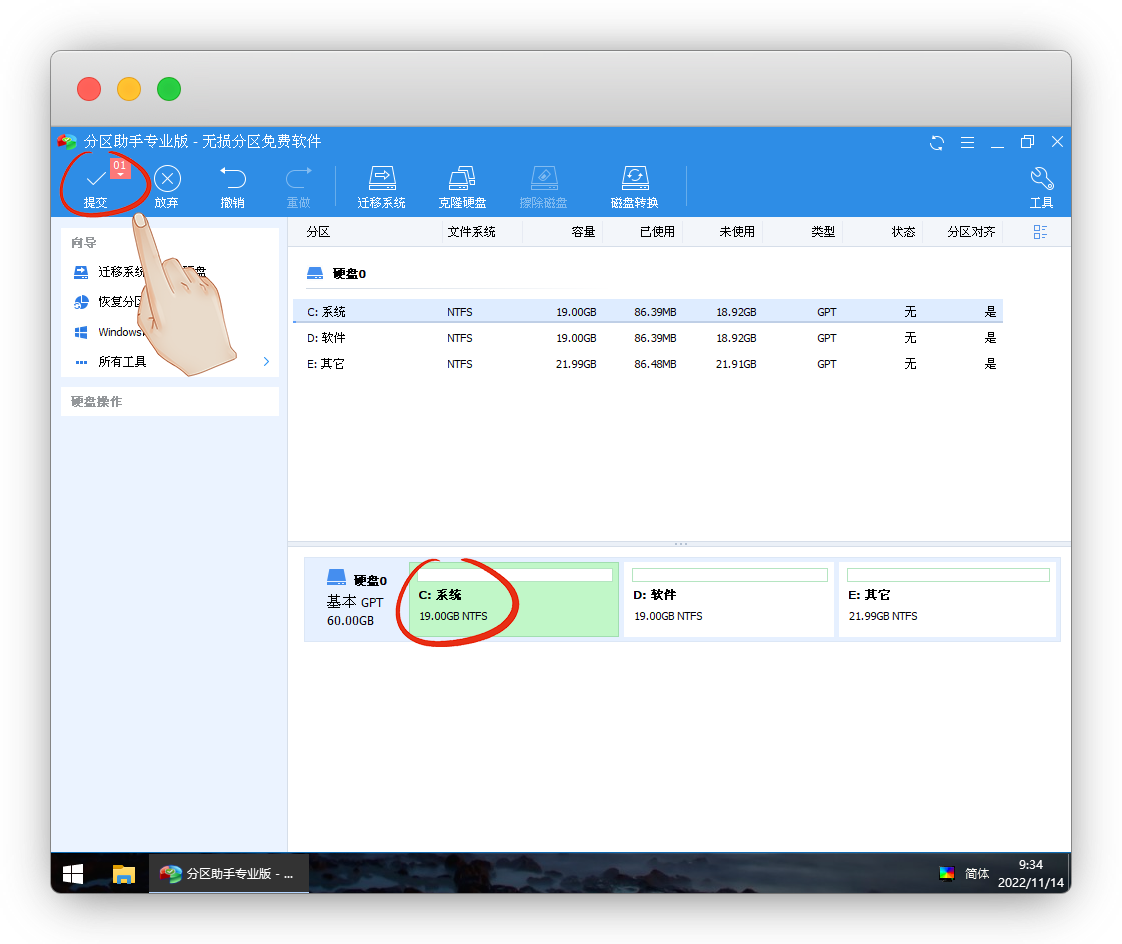 分区助手专业版 - 无损分区免费软件
01
提交 放弃 撤销 重做 迁移系统 克隆硬盘 擦除磁盘 磁盘转换 工具
分区 文件系统 容量 已使用 未使用 类型 状态 分区对齐
向导
迁移系统 盘
恢复分区
Windows
所有工具
硬盘操作
硬盘0
C: 系统 NTFS 19.00GB 86.39MB 18.92GB GPT 无 是
D: 软件 NTFS 19.00GB 86.39MB 18.92GB GPT 无 是
E: 其它 NTFS 21.99GB 86.48MB 21.91GB GPT 无 是
硬盘0
基本 GPT
60.00GB
C: 系统
19.00GB NTFS
D: 软件
19.00GB NTFS
E: 其它
21.99GB NTFS
分区助手专业版 - ...
简体
9:34
2022/11/14